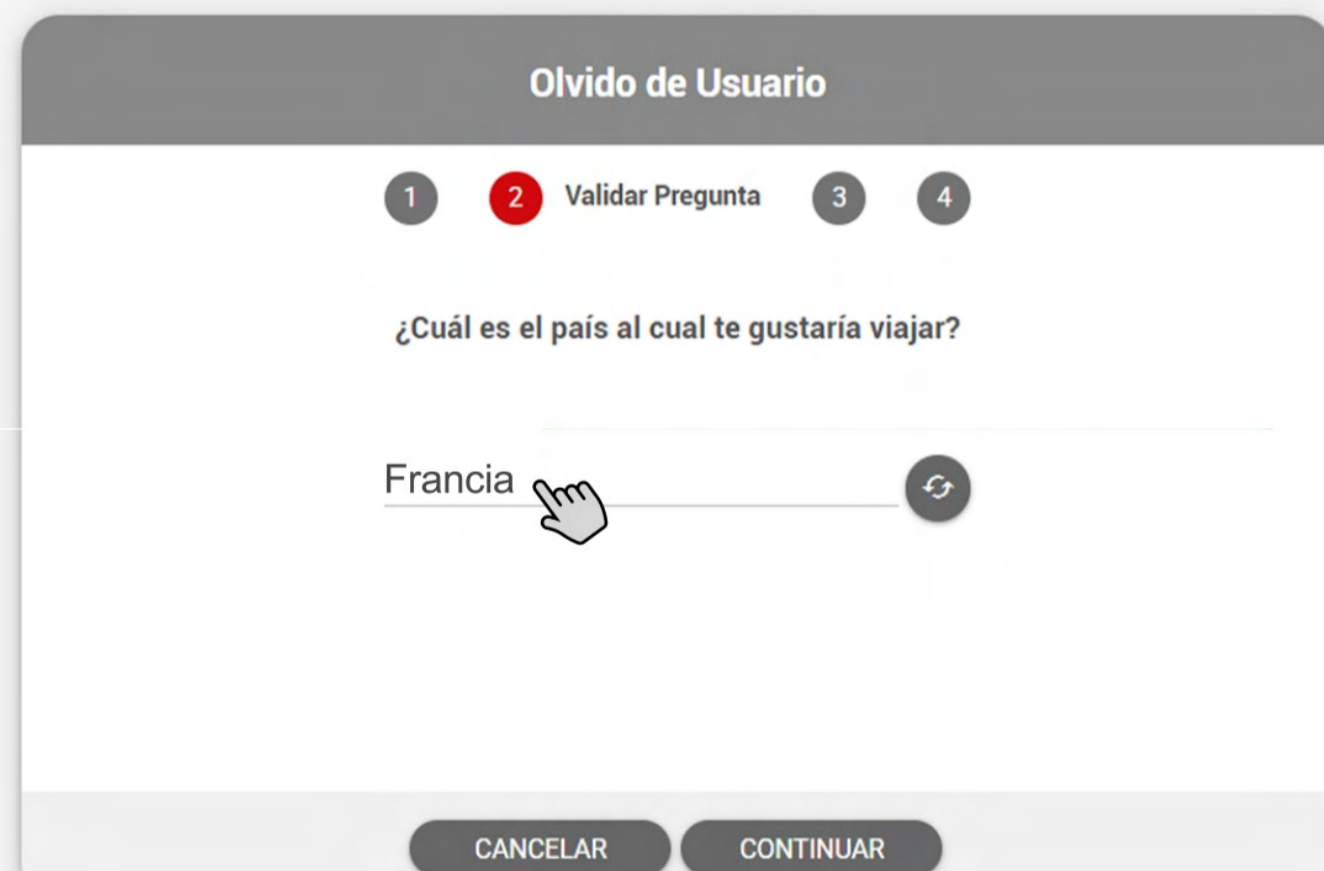 Olvido de Usuario
1 2 Validar Pregunta 3 4
¿Cuál es el país al cual te gustaría viajar?
Francia
CANCELAR CONTINUAR